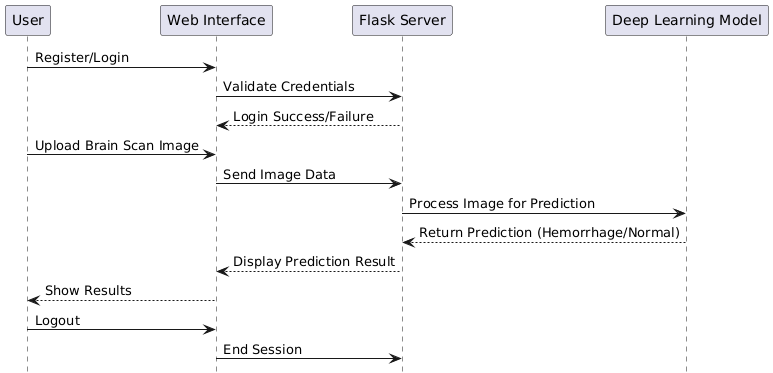 User
Web Interface
Flask Server
Deep Learning Model
Register/Login
Validate Credentials
Login Success/Failure
Upload Brain Scan Image
Send Image Data
Process Image for Prediction
Return Prediction (Hemorrhage/Normal)
Display Prediction Result
Show Results
Logout
End Session